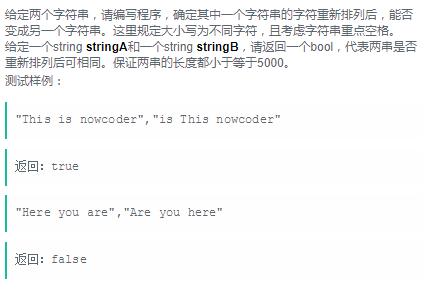 给定两个字符串，请编写程序，确定其中一个字符串的字符重新排列后，能否
变成另一个字符串。这里规定大小写为不同字符，且考虑字符串重点空格。
给定一个string stringA和一个string stringB，请返回一个bool，代表两串是否
重新排列后可相同。保证两串的长度都小于等于5000。
测试样例：
"This is nowcoder","is This nowcoder"
返回：true
"Here you are","Are you here"
返回：false